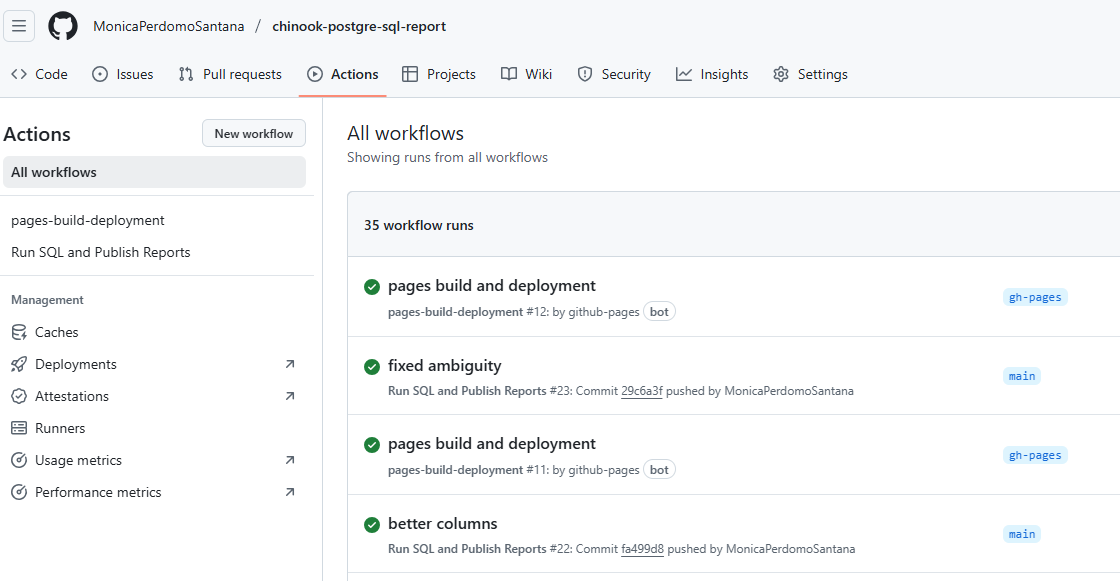 MonicaPerdomoSantana / chinook-postgre-sql-report
Code Issues Pull requests Actions Projects Wiki Security Insights Settings
Actions
New workflow
All workflows
pages-build-deployment
Run SQL and Publish Reports
Management
Caches
Deployments
Attestations
Runners
Usage metrics
Performance metrics
All workflows
Showing runs from all workflows
35 workflow runs
pages build and deployment
pages-build-deployment #12: by github-pages bot
gh-pages
fixed ambiguity
Run SQL and Publish Reports #23: Commit 29c6a3f pushed by MonicaPerdomoSantana
main
pages build and deployment
pages-build-deployment #11: by github-pages bot
gh-pages
better columns
Run SQL and Publish Reports #22: Commit fa499d8 pushed by MonicaPerdomoSantana
main